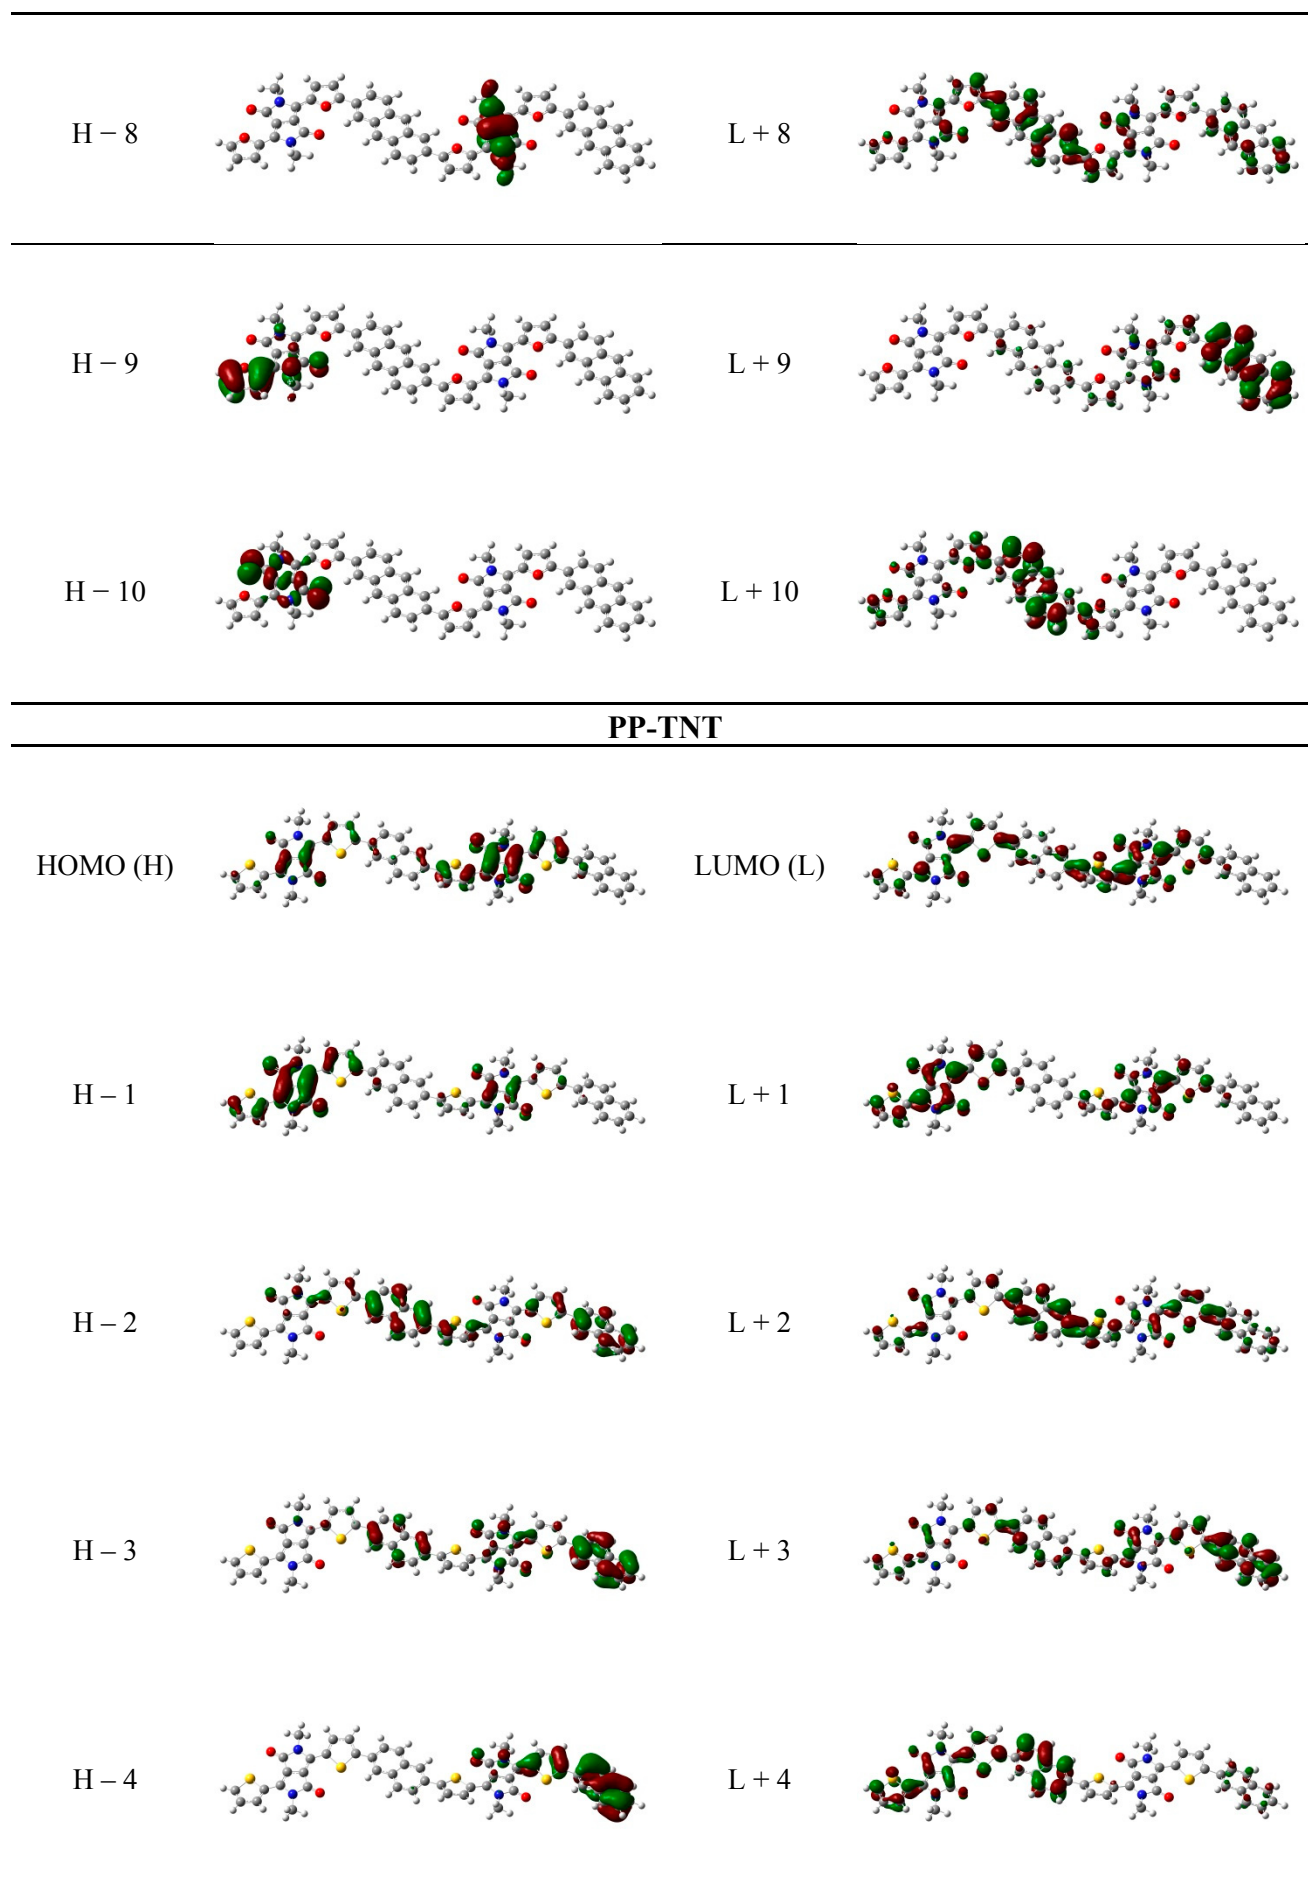 H − 8 L + 8
H − 9 L + 9
H − 10 L + 10
PP-TNT
HOMO (H) LUMO (L)
H – 1 L + 1
H – 2 L + 2
H – 3 L + 3
H – 4 L + 4